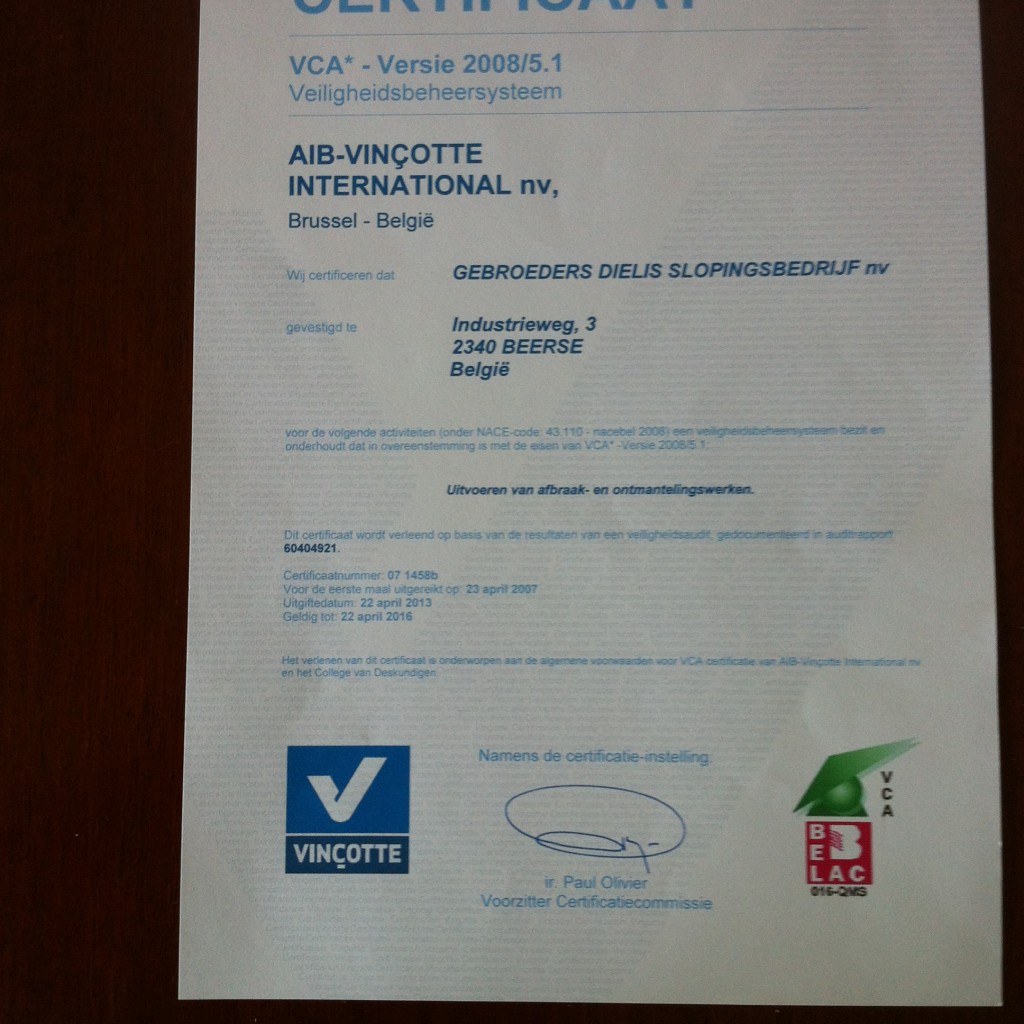 CERTIFICAAT
VCA* - Versie 2008/5.1
Veiligheidsbeheersysteem
AIB-VINÇOTTE
INTERNATIONAL nv,
Brussel - België
Wij certificeren dat GEBROEDERS DIELIS SLOPINGSBEDRIJF nv
gevestigd te Industrieweg, 3
2340 BEERSE
België
voor de volgende activiteiten (onder NACE-code: 43.110 - nacebel 2008) een veiligheidsbeheersysteem bezit en
onderhoudt dat in overeenstemming is met de eisen van VCA* -Versie 2008/5.1:
Uitvoeren van afbraak- en ontmantelingswerken.
Dit certificaat wordt verleend op basis van de resultaten van een veiligheidsaudit, gedocumenteerd in auditrapport
60404921.
Certificaatnummer: 07 1458b
Voor de eerste maal uitgereikt op: 23 april 2007
Uitgiftedatum: 22 april 2013
Geldig tot: 22 april 2016
Het verlenen van dit certificaat is onderworpen aan de algemene voorwaarden voor VCA certificatie van AIB-Vinçotte International nv
en het College van Deskundigen.
Namens de certificatie-instelling:
VINÇOTTE
ir. Paul Olivier
Voorzitter Certificatiecommissie
VCA
BELAC
016-QMS